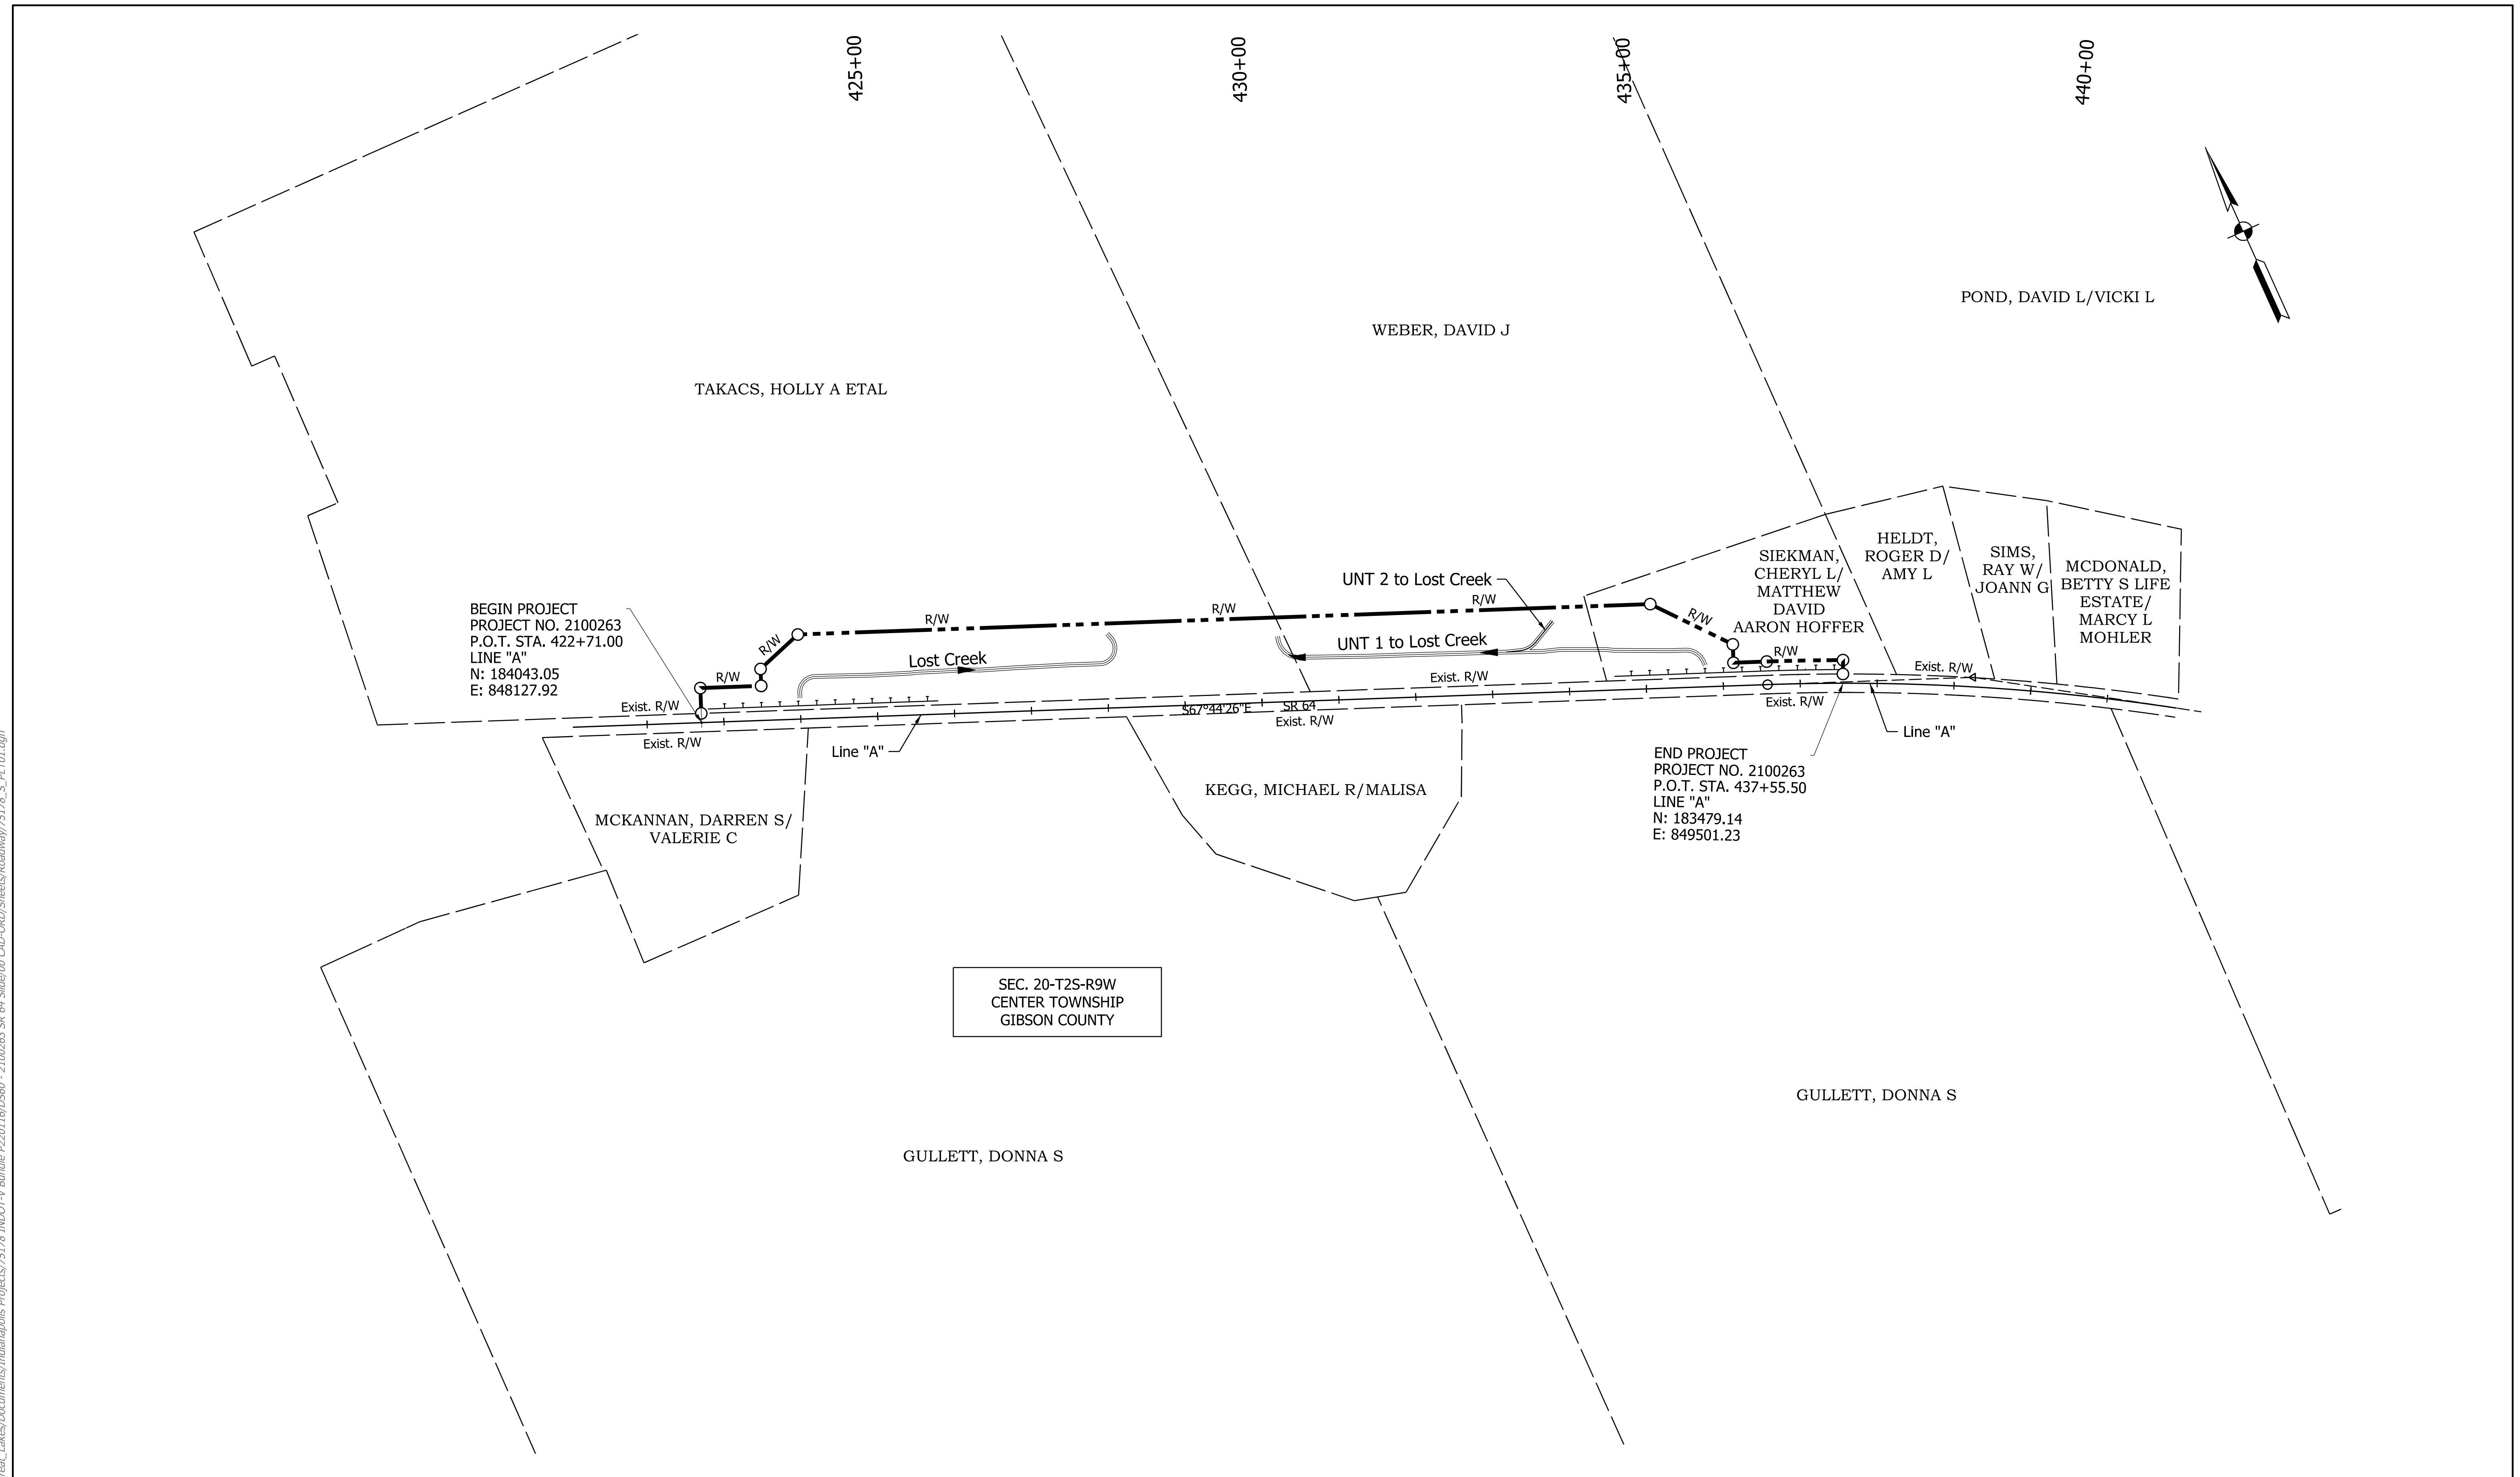 425+00
430+00
435+00
440+00
POND, DAVID L/VICKI L
WEBER, DAVID J
TAKACS, HOLLY A ETAL
BEGIN PROJECT
PROJECT NO. 2100263
P.O.T. STA. 422+71.00
LINE "A"
N: 184043.05
E: 848127.92
R/W
R/W
R/W
R/W
R/W
R/W
R/W
UNT 2 to Lost Creek
UNT 1 to Lost Creek
Lost Creek
SIEKMAN,
CHERYL L/
MATTHEW
DAVID
AARON HOFFER
HELDT,
ROGER D/
AMY L
SIMS,
RAY W/
JOANN G
MCDONALD,
BETTY S LIFE
ESTATE/
MARCY L
MOHLER
Exist. R/W
Exist. R/W
Exist. R/W
Exist. R/W
Exist. R/W
Exist. R/W
S67°44'26"E
SR 64
Line "A"
Line "A"
END PROJECT
PROJECT NO. 2100263
P.O.T. STA. 437+55.50
LINE "A"
N: 183479.14
E: 849501.23
MCKANNAN, DARREN S/
VALERIE C
KEGG, MICHAEL R/MALISA
SEC. 20-T2S-R9W
CENTER TOWNSHIP
GIBSON COUNTY
GULLETT, DONNA S
GULLETT, DONNA S